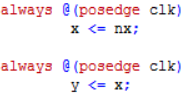 always @(posedge clk)
x <= nx;
always @(posedge clk)
y <= x;